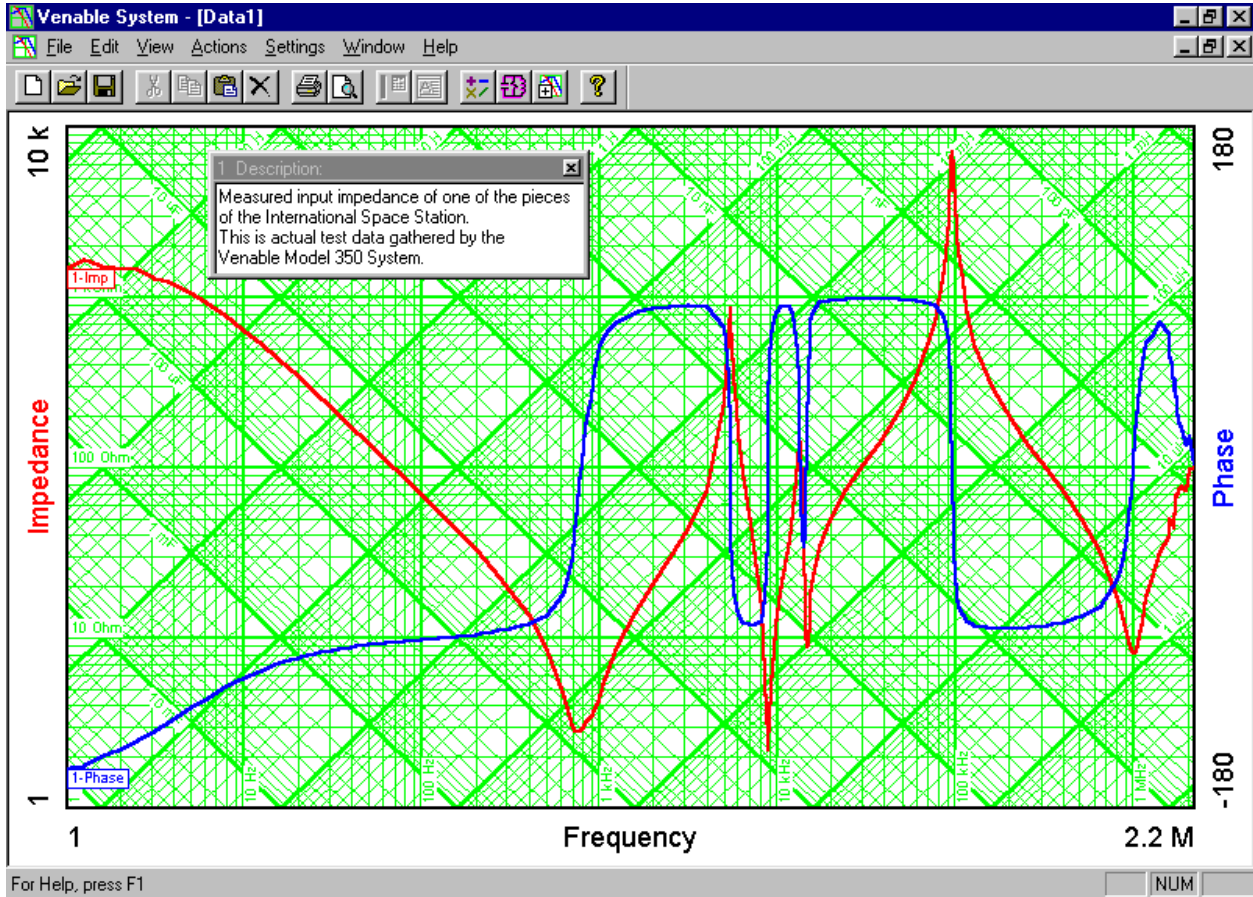 Venable System - [Data1]
File Edit View Actions Settings Window Help
10 k
180
1 Description:
Measured input impedance of one of the pieces
of the International Space Station.
This is actual test data gathered by the
Venable Model 350 System.
1-Imp
100 Ohm
10 Ohm
Impedance
Phase
1-Phase
10 Hz
100 Hz
1 kHz
10 kHz
100 kHz
1 MHz
1
-180
1
Frequency
2.2 M
For Help, press F1
NUM